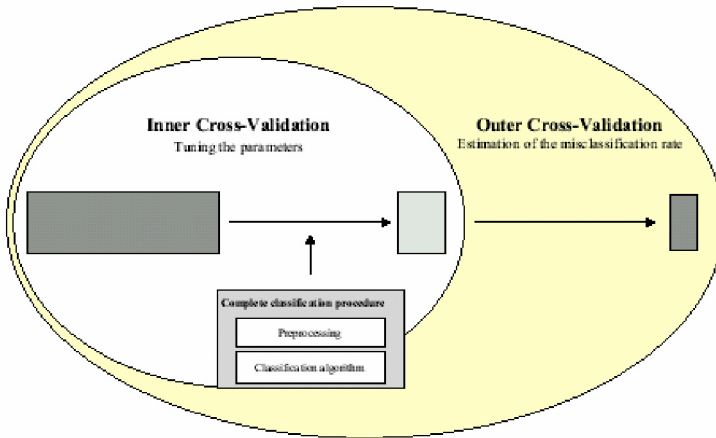 Inner Cross-Validation
Tuning the parameters
Outer Cross-Validation
Estimation of the misclassification rate
Complete classification procedure
Preprocessing
Classification algorithm